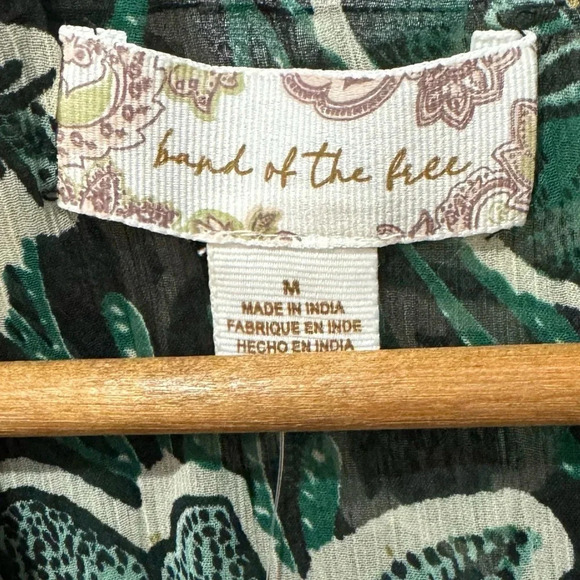 band of the free
M
MADE IN INDIA
FABRIQUE EN INDE
HECHO EN INDIA